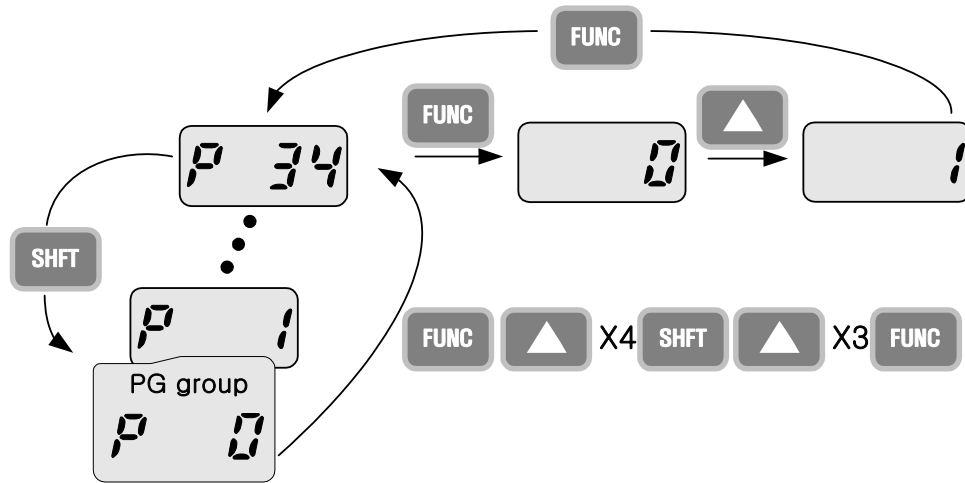 FUNC
FUNC
P 34
0
1
SHFT
P 1
FUNC X4 SHFT X3 FUNC
PG group
P 0